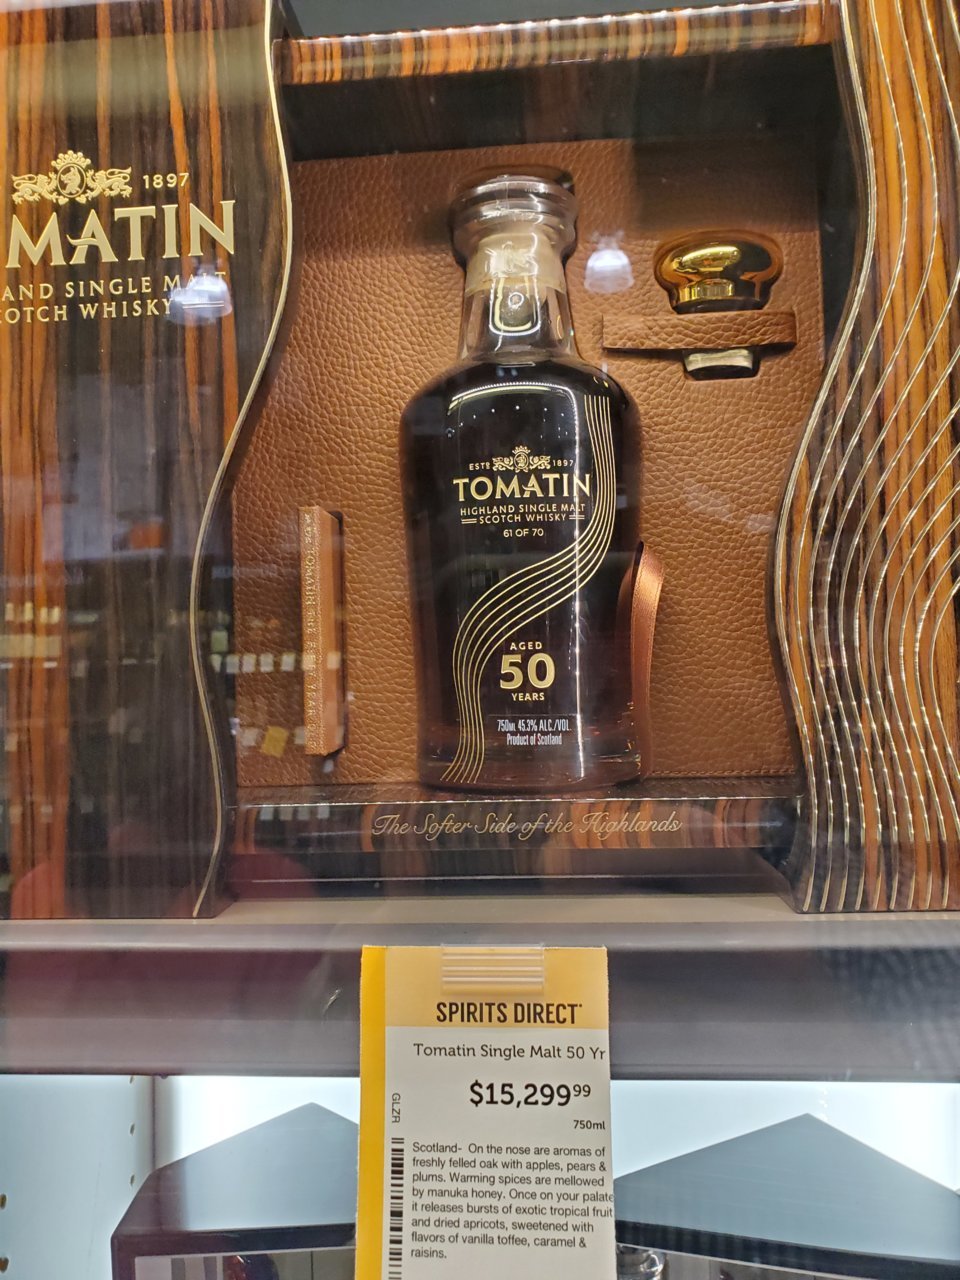 1897
MATIN
AND SINGLE MALT
OTCH WHISKY
ESTD 1897
TOMATIN
HIGHLAND SINGLE MALT
SCOTCH WHISKY
61 OF 70
AGED
50
YEARS
750mL 45.3% ALC./VOL.
Product of Scotland
The Softer Side of the Highlands
SPIRITS DIRECT
Tomatin Single Malt 50 Yr
$15,299.99
750ml
GLZR
Scotland- On the nose are aromas of
freshly felled oak with apples, pears &
plums. Warming spices are mellowed
by manuka honey. Once on your palate
it releases bursts of exotic tropical fruit
and dried apricots, sweetened with
flavors of vanilla toffee, caramel &
raisins.